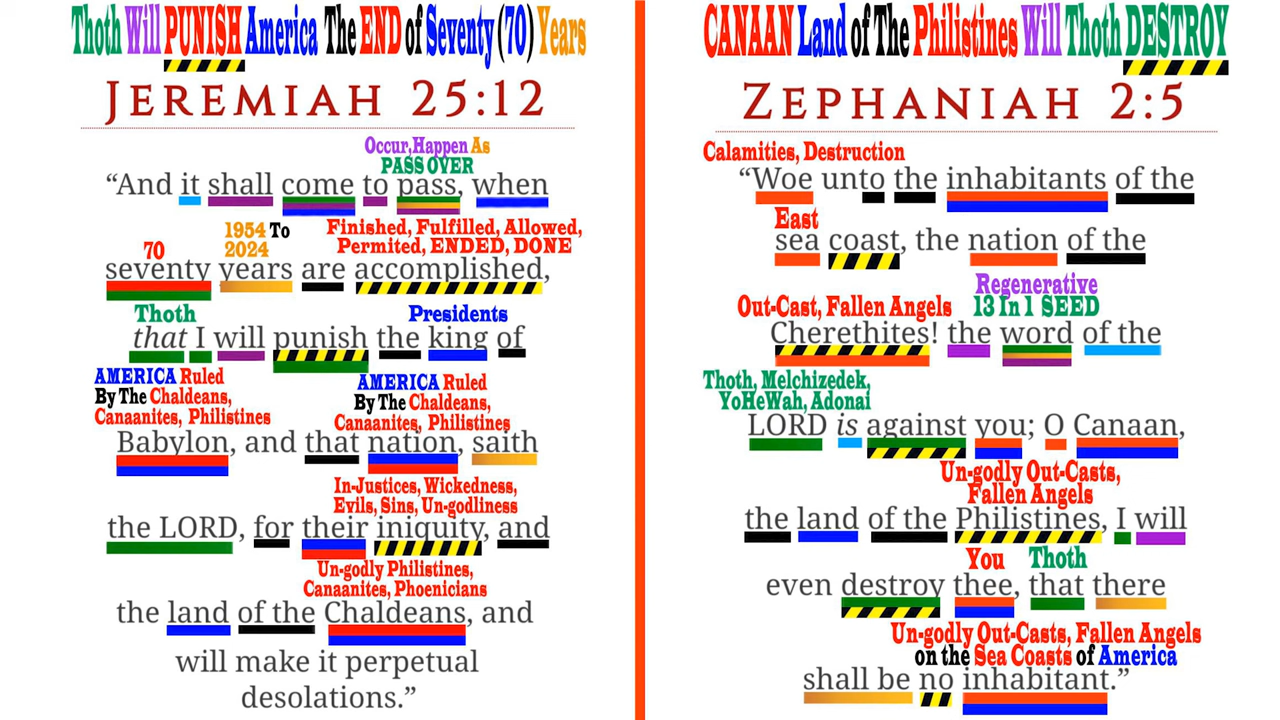 Thoth Will PUNISH America The END of Seventy (70) Years
JEREMIAH 25:12
Occur,Happen As
PASS OVER
“And it shall come to pass, when
1954 To
2024
Finished, Fulfilled, Allowed,
Permited, ENDED, DONE
70
seventy years are accomplished,
Thoth
Presidents
that I will punish the king of
AMERICA Ruled
By The Chaldeans,
Canaanites, Philistines
AMERICA Ruled
By The Chaldeans,
Canaanites, Philistines
Babylon, and that nation, saith
In-Justices, Wickedness,
Evils, Sins, Un-godliness
the LORD, for their iniquity, and
Un-godly Philistines,
Canaanites, Phoenicians
the land of the Chaldeans, and
will make it perpetual
desolations.”
CANAAN Land of The Philistines Will Thoth DESTROY
ZEPHANIAH 2:5
Calamities, Destruction
“Woe unto the inhabitants of the
East
sea coast, the nation of the
Regenerative
Out-Cast, Fallen Angels
13 In 1 SEED
Cherethites! the word of the
Thoth, Melchizedek,
YoHeWah, Adonai
LORD is against you; O Canaan,
Un-godly Out-Casts,
Fallen Angels
the land of the Philistines, I will
You
Thoth
even destroy thee, that there
Un-godly Out-Casts, Fallen Angels
on the Sea Coasts of America
shall be no inhabitant.”